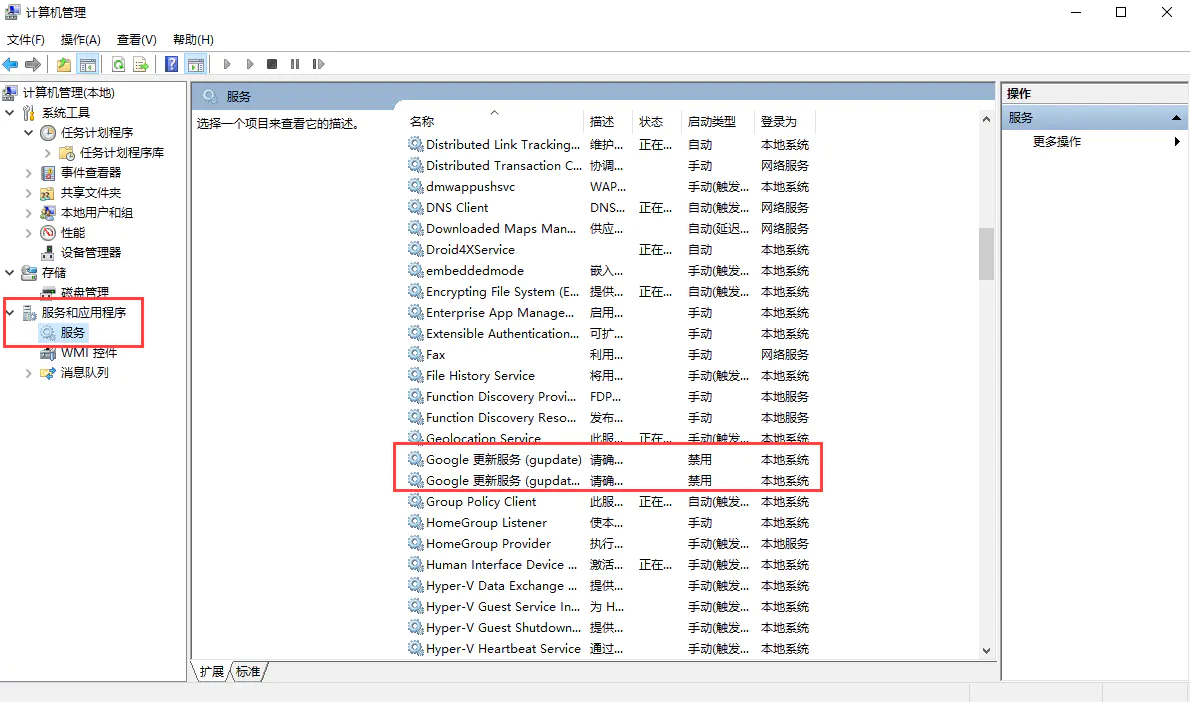 计算机管理
文件(F) 操作(A) 查看(V) 帮助(H)
计算机管理(本地)
系统工具
任务计划程序
任务计划程序库
事件查看器
共享文件夹
本地用户和组
性能
设备管理器
存储
磁盘管理
服务和应用程序
服务
WMI 控件
消息队列
服务
选择一个项目来查看它的描述。
名称 描述 状态 启动类型 登录为
Distributed Link Tracking... 维护... 正在... 自动 本地系统
Distributed Transaction C... 协调... 手动 网络服务
dmwappushsvc WAP... 手动(触发... 本地系统
DNS Client DNS... 正在... 自动(触发... 网络服务
Downloaded Maps Man... 供应... 自动(延迟... 网络服务
Droid4XService 正在... 自动 本地系统
embeddedmode 嵌入... 手动(触发... 本地系统
Encrypting File System (E... 提供... 正在... 自动(触发... 本地系统
Enterprise App Manage... 启用... 手动 本地系统
Extensible Authentication... 可扩... 手动 本地系统
Fax 利用... 手动 网络服务
File History Service 将用... 手动(触发... 本地系统
Function Discovery Provi... FDP... 手动 本地服务
Function Discovery Reso... 发布... 手动 本地服务
Geolocation Service 此服... 正在... 手动(触发... 本地系统
Google 更新服务 (gupdate) 请确... 禁用 本地系统
Google 更新服务 (gupdat... 请确... 禁用 本地系统
Group Policy Client 此服... 正在... 自动(触发... 本地系统
HomeGroup Listener 使本... 手动 本地系统
HomeGroup Provider 执行... 手动(触发... 本地服务
Human Interface Device ... 激活... 正在... 手动(触发... 本地系统
Hyper-V Data Exchange ... 提供... 手动(触发... 本地系统
Hyper-V Guest Service In... 为 H... 手动(触发... 本地系统
Hyper-V Guest Shutdown... 提供... 手动(触发... 本地系统
Hyper-V Heartbeat Service 通过... 手动(触发... 本地系统
扩展 标准
操作
服务
更多操作